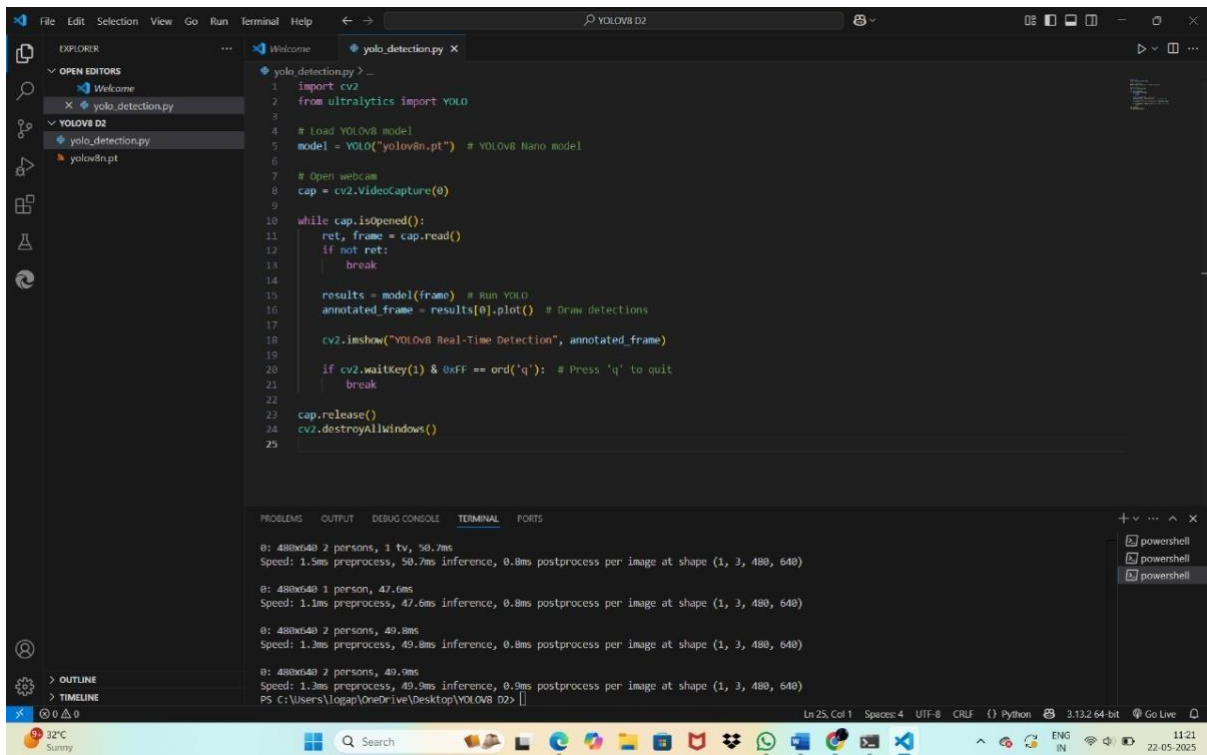 File Edit Selection View Go Run Terminal Help YOLOV8 D2
EXPLORER
OPEN EDITORS
Welcome
yolo_detection.py
YOLOV8 D2
yolo_detection.py
yolov8n.pt
OUTLINE
TIMELINE
Welcome yolo_detection.py
yolo_detection.py > ...
1 import cv2
2 from ultralytics import YOLO
3
4 # Load YOLOv8 model
5 model = YOLO("yolov8n.pt") # YOLOv8 Nano model
6
7 # Open webcam
8 cap = cv2.VideoCapture(0)
9
10 while cap.isOpened():
11 ret, frame = cap.read()
12 if not ret:
13 break
14
15 results = model(frame) # Run YOLO
16 annotated_frame = results[0].plot() # Draw detections
17
18 cv2.imshow("YOLOv8 Real-Time Detection", annotated_frame)
19
20 if cv2.waitKey(1) & 0xFF == ord('q'): # Press 'q' to quit
21 break
22
23 cap.release()
24 cv2.destroyAllWindows()
25
PROBLEMS OUTPUT DEBUG CONSOLE TERMINAL PORTS
0: 480x640 2 persons, 1 tv, 50.7ms
Speed: 1.5ms preprocess, 50.7ms inference, 0.8ms postprocess per image at shape (1, 3, 480, 640)
0: 480x640 1 person, 47.6ms
Speed: 1.1ms preprocess, 47.6ms inference, 0.8ms postprocess per image at shape (1, 3, 480, 640)
0: 480x640 2 persons, 49.8ms
Speed: 1.3ms preprocess, 49.8ms inference, 0.8ms postprocess per image at shape (1, 3, 480, 640)
0: 480x640 2 persons, 49.9ms
Speed: 1.3ms preprocess, 49.9ms inference, 0.9ms postprocess per image at shape (1, 3, 480, 640)
PS C:\Users\logap\OneDrive\Desktop\YOLOV8 D2>
powershell
powershell
powershell
0 0 Ln 25, Col 1 Spaces: 4 UTF-8 CRLF {} Python 3.13.2 64-bit Go Live
32°C
Sunny
Search
ENG
IN
11:21
22-05-2025